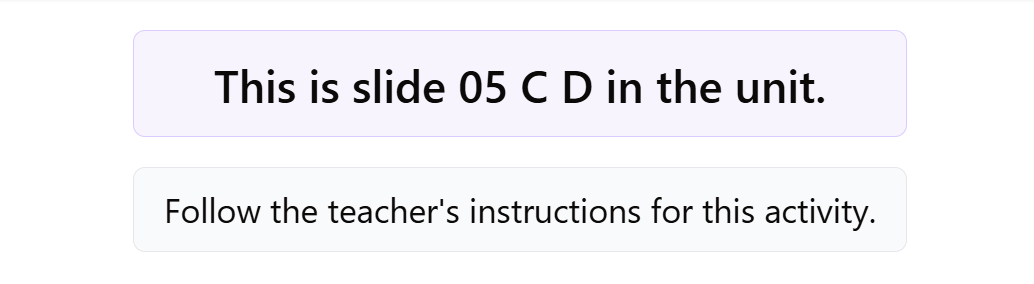 This is slide 05 C D in the unit.
Follow the teacher's instructions for this activity.